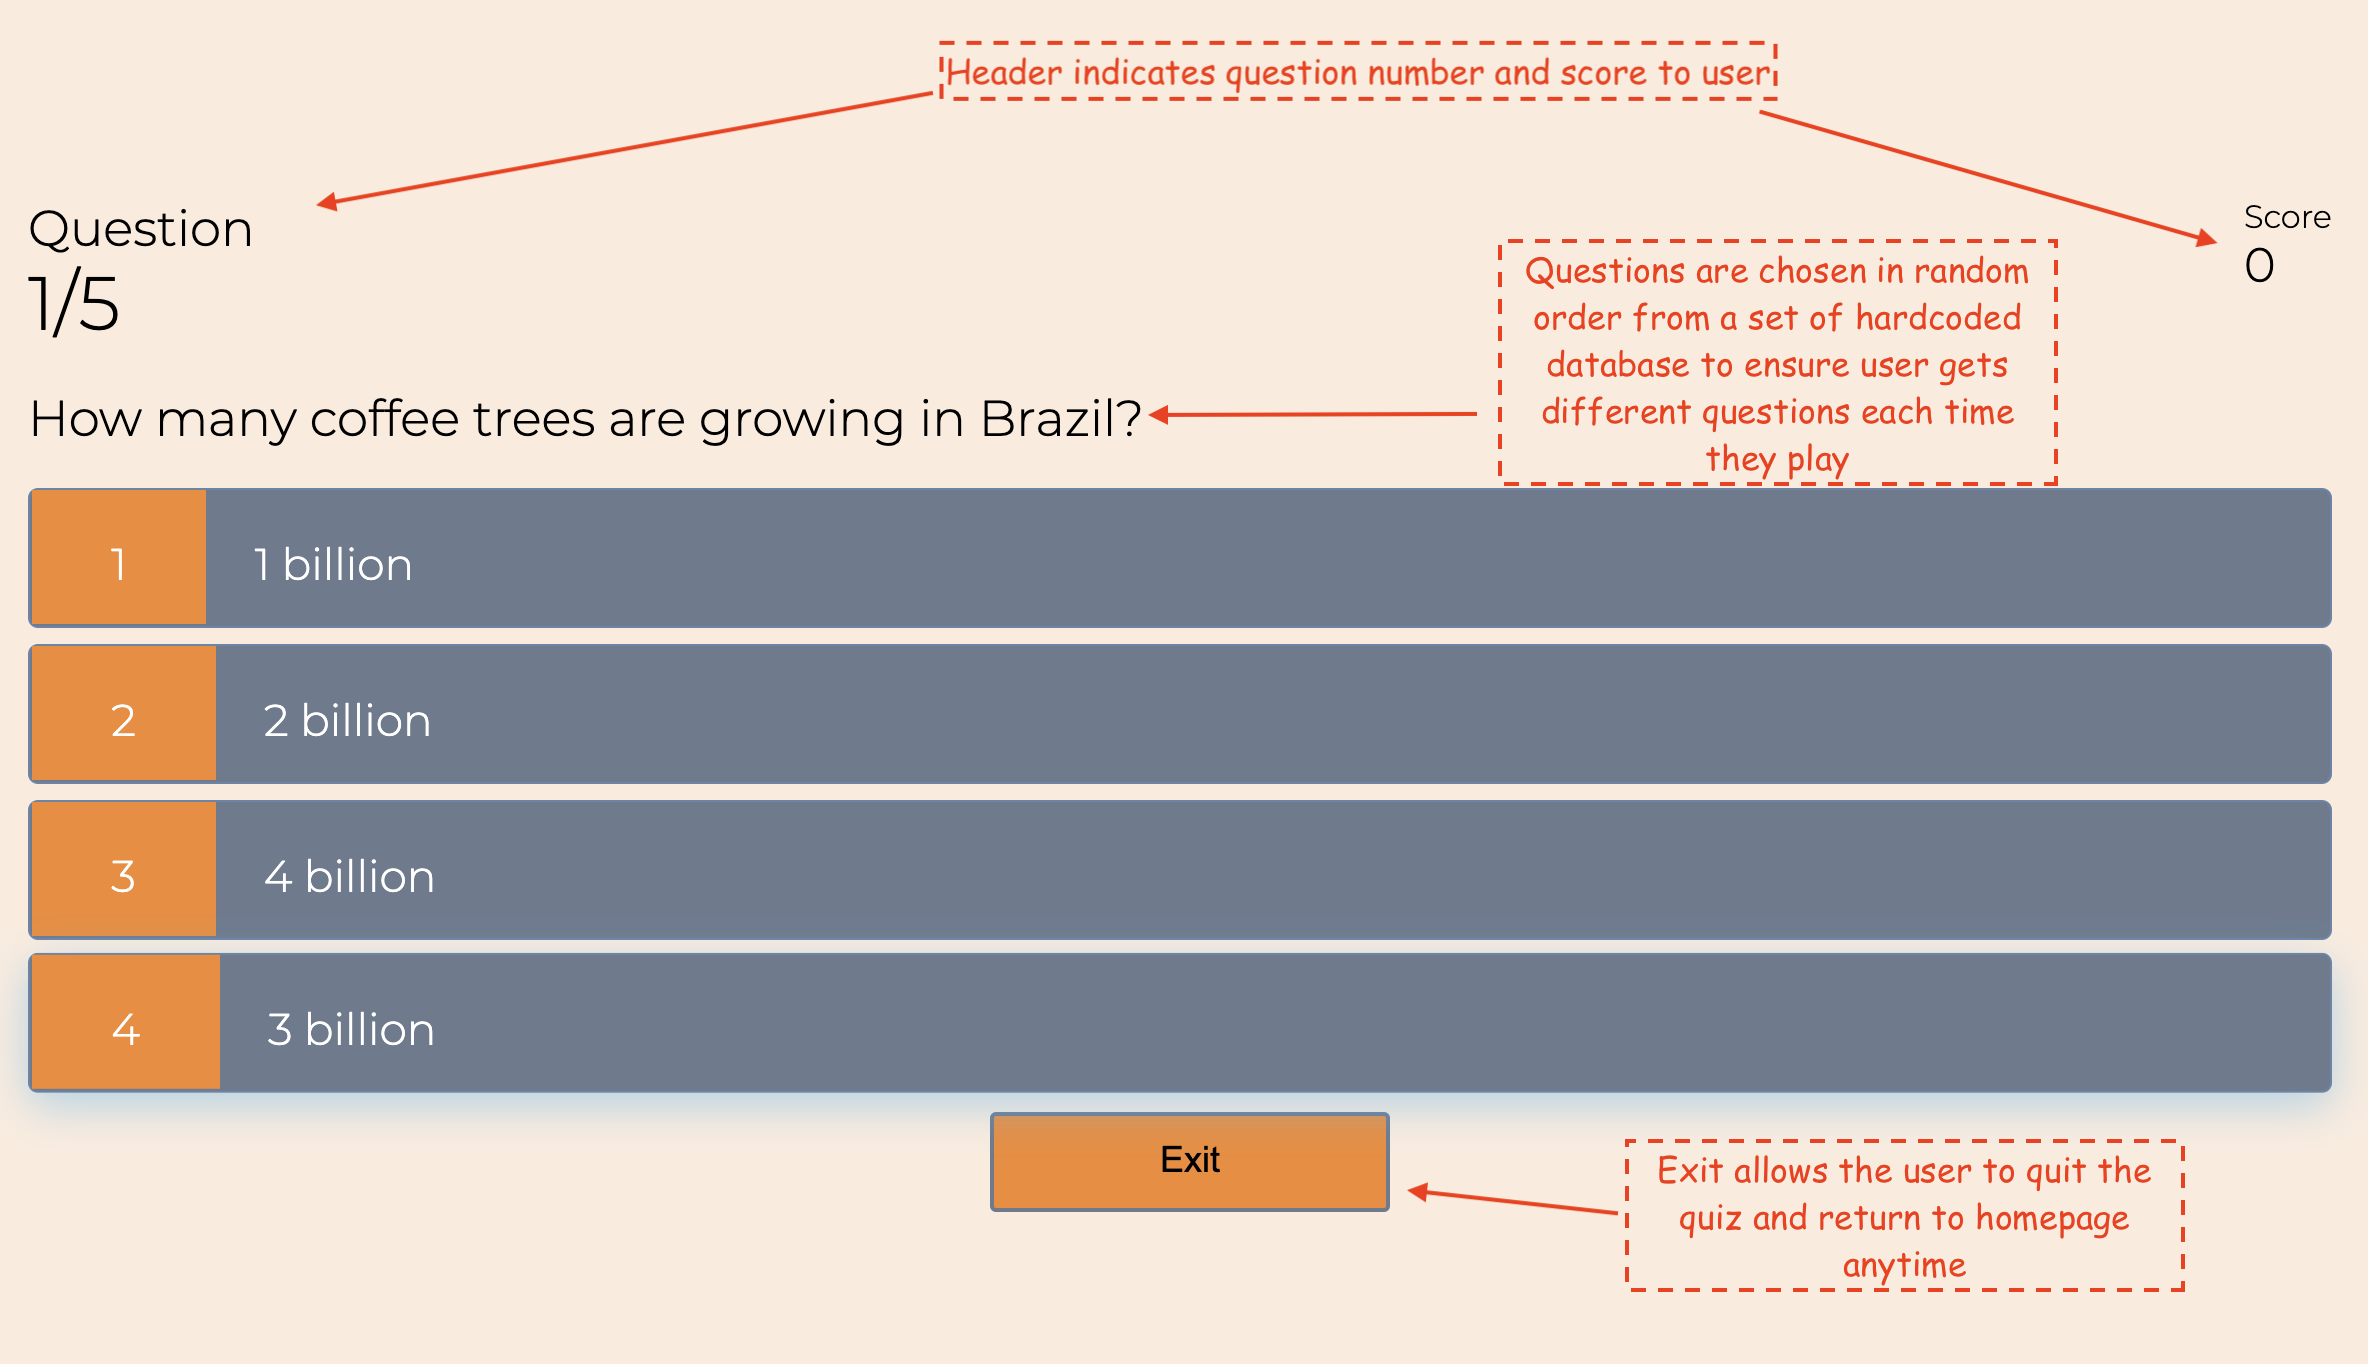 Header indicates question number and score to user
Question
1/5
Score
0
Questions are chosen in random
order from a set of hardcoded
database to ensure user gets
different questions each time
they play
How many coffee trees are growing in Brazil?
1 1 billion
2 2 billion
3 4 billion
4 3 billion
Exit
Exit allows the user to quit the
quiz and return to homepage
anytime